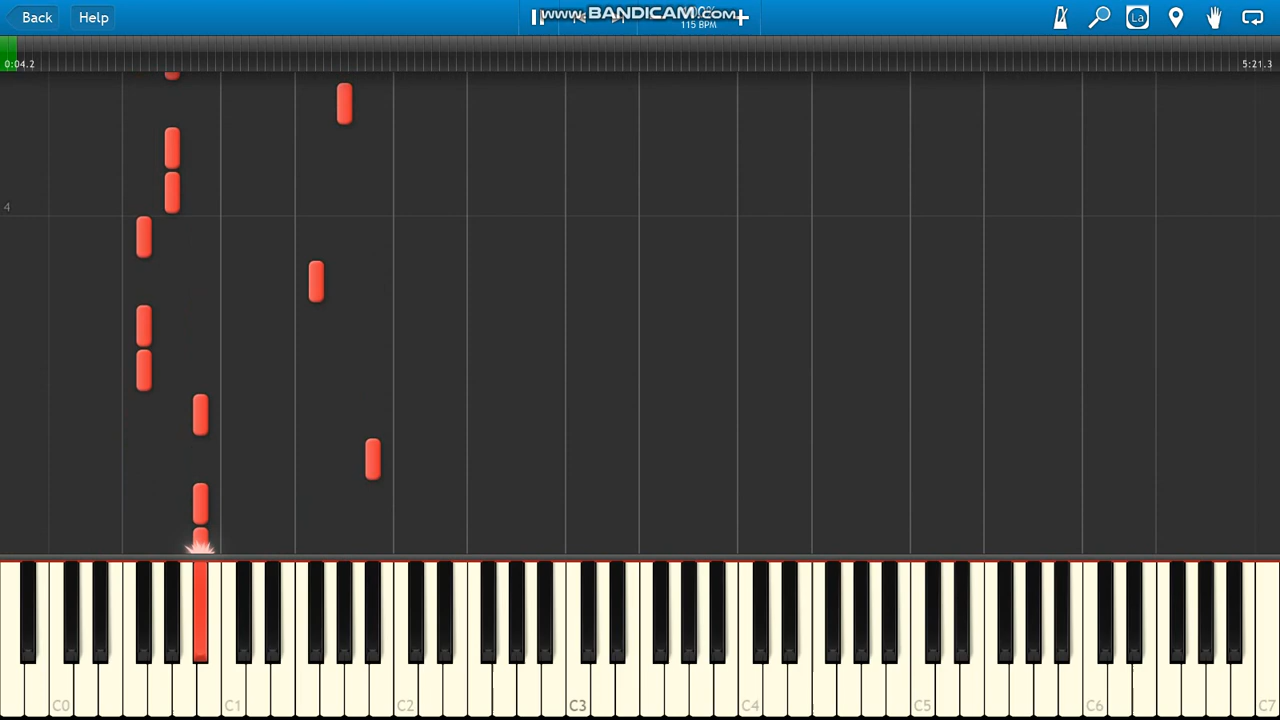 Back Help
www.BANDICAM.com
115 BPM
La
0:04.2 5:21.3
4
C0 C1 C2 C3 C4 C5 C6 C7